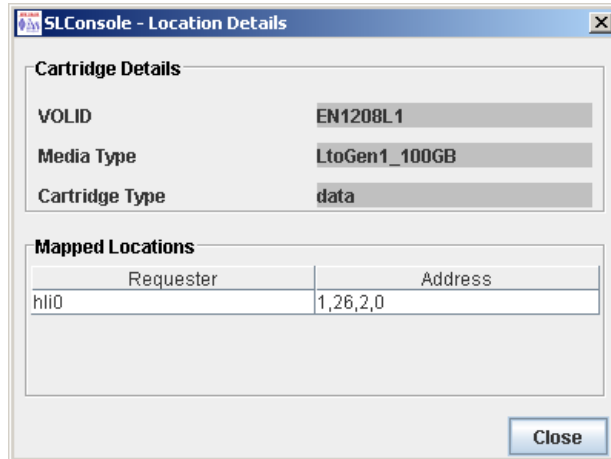 SLConsole - Location Details
Cartridge Details
VOLID EN1208L1
Media Type LtoGen1_100GB
Cartridge Type data
Mapped Locations
Requester Address
hli0 1,26,2,0
Close